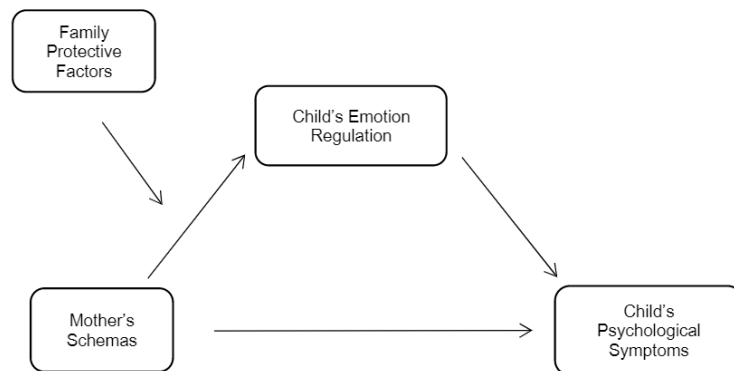 Family
Protective
Factors
Child's Emotion
Regulation
Mother's
Schemas
Child's
Psychological
Symptoms